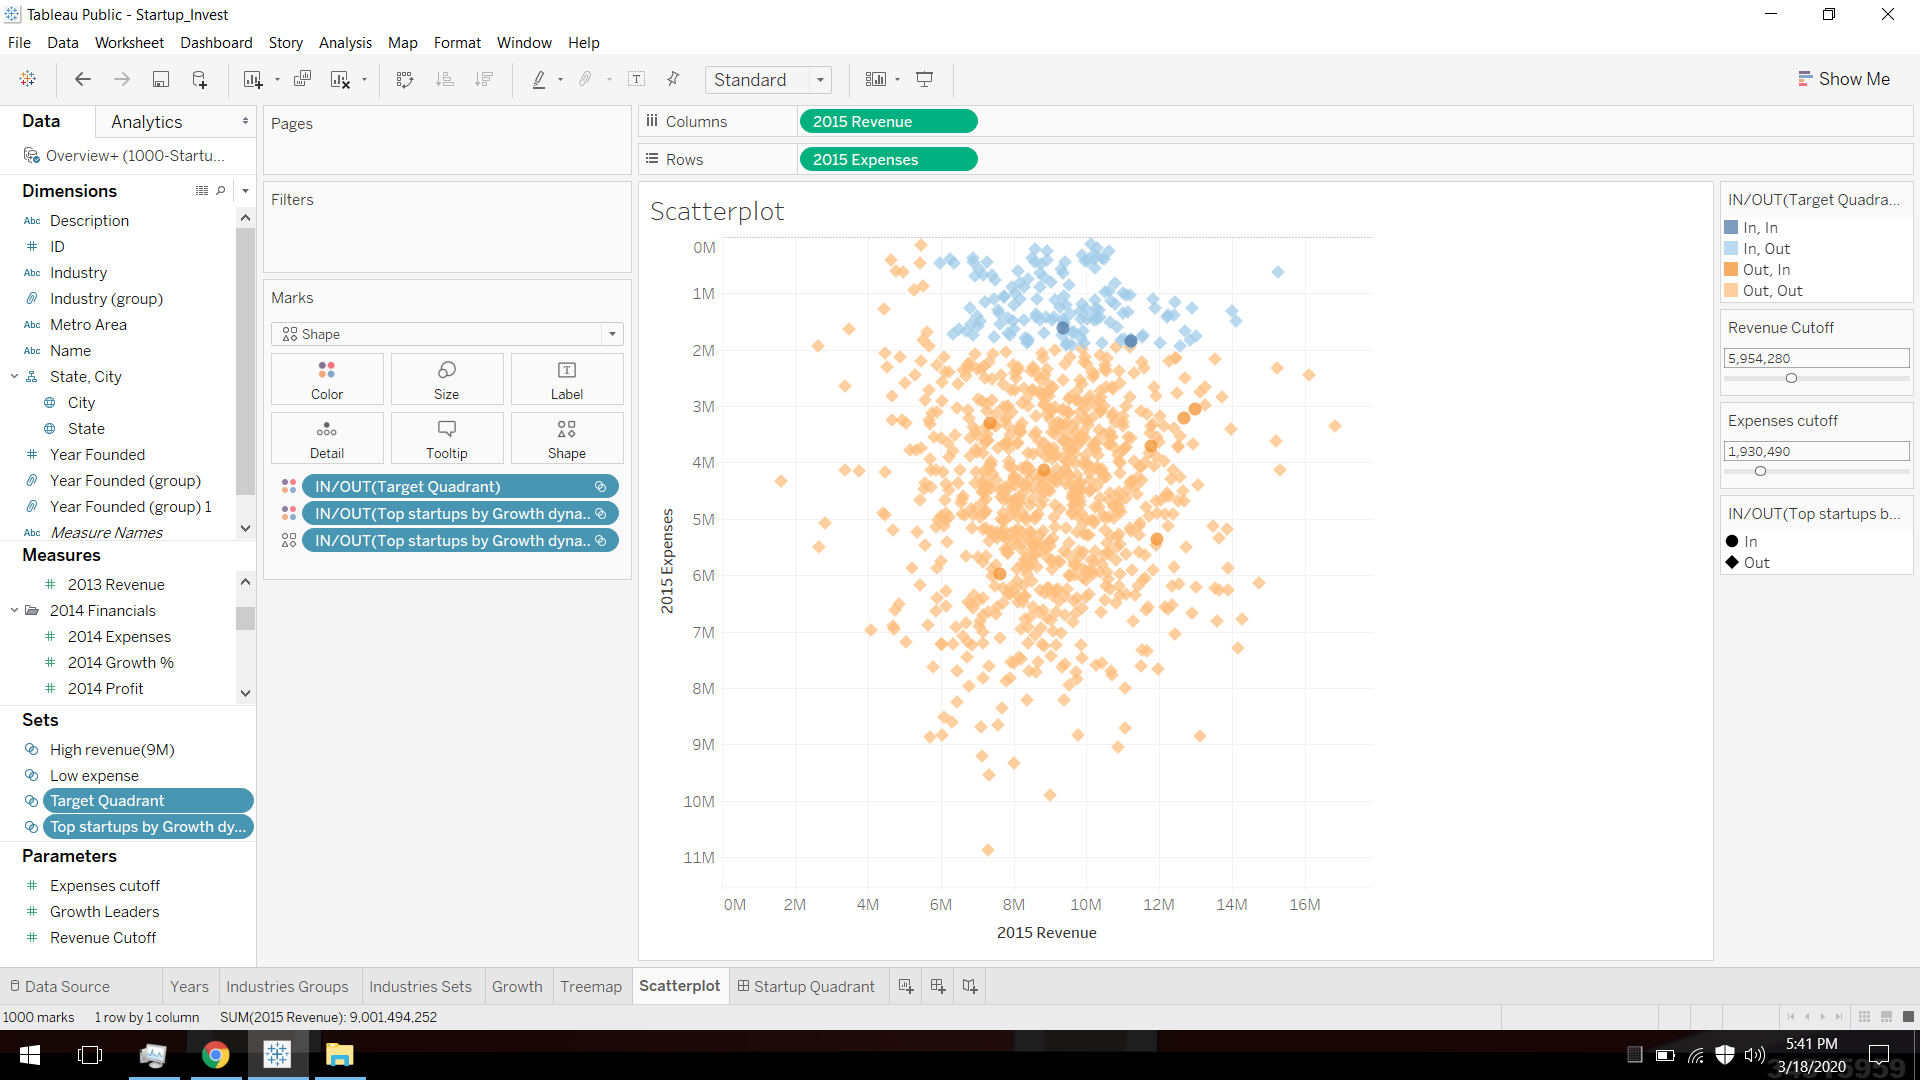 Tableau Public - Startup_Invest
File Data Worksheet Dashboard Story Analysis Map Format Window Help
Standard
Show Me
Data Analytics
Overview+ (1000-Startu...
Dimensions
Abc Description
# ID
Abc Industry
Industry (group)
Abc Metro Area
Abc Name
State, City
City
State
# Year Founded
Year Founded (group)
Year Founded (group) 1
Abc Measure Names
Measures
# 2013 Revenue
2014 Financials
# 2014 Expenses
# 2014 Growth %
# 2014 Profit
Sets
High revenue(9M)
Low expense
Target Quadrant
Top startups by Growth dy...
Parameters
# Expenses cutoff
# Growth Leaders
# Revenue Cutoff
Pages
Filters
Marks
Shape
Color Size Label
Detail Tooltip Shape
IN/OUT(Target Quadrant)
IN/OUT(Top startups by Growth dyna..
IN/OUT(Top startups by Growth dyna..
Columns 2015 Revenue
Rows 2015 Expenses
Scatterplot
0M
1M
2M
3M
4M
5M
6M
7M
8M
9M
10M
11M
2015 Expenses
0M 2M 4M 6M 8M 10M 12M 14M 16M
2015 Revenue
IN/OUT(Target Quadra...
In, In
In, Out
Out, In
Out, Out
Revenue Cutoff
5,954,280
Expenses cutoff
1,930,490
IN/OUT(Top startups b...
In
Out
Data Source Years Industries Groups Industries Sets Growth Treemap Scatterplot Startup Quadrant
1000 marks 1 row by 1 column SUM(2015 Revenue): 9,001,494,252
5:41 PM
3/18/2020
34515959